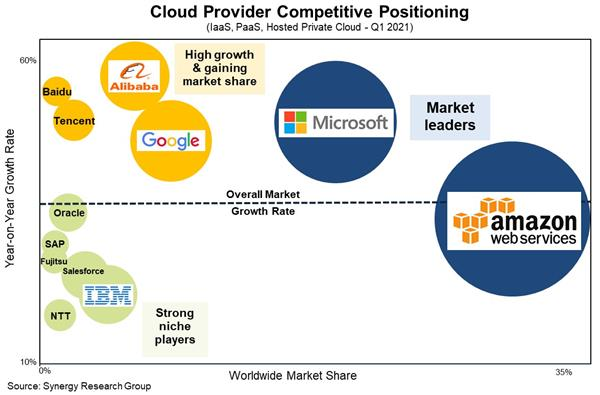 Cloud Provider Competitive Positioning
(IaaS, PaaS, Hosted Private Cloud - Q1 2021)
60%
Year-on-Year Growth Rate
10%
Baidu
Tencent
Alibaba
Google
High growth
& gaining
market share
Microsoft
Market
leaders
Overall Market
Growth Rate
amazon
webservices
Oracle
SAP
Fujitsu
Salesforce
IBM
NTT
Strong
niche
players
0%
Worldwide Market Share
35%
Source: Synergy Research Group